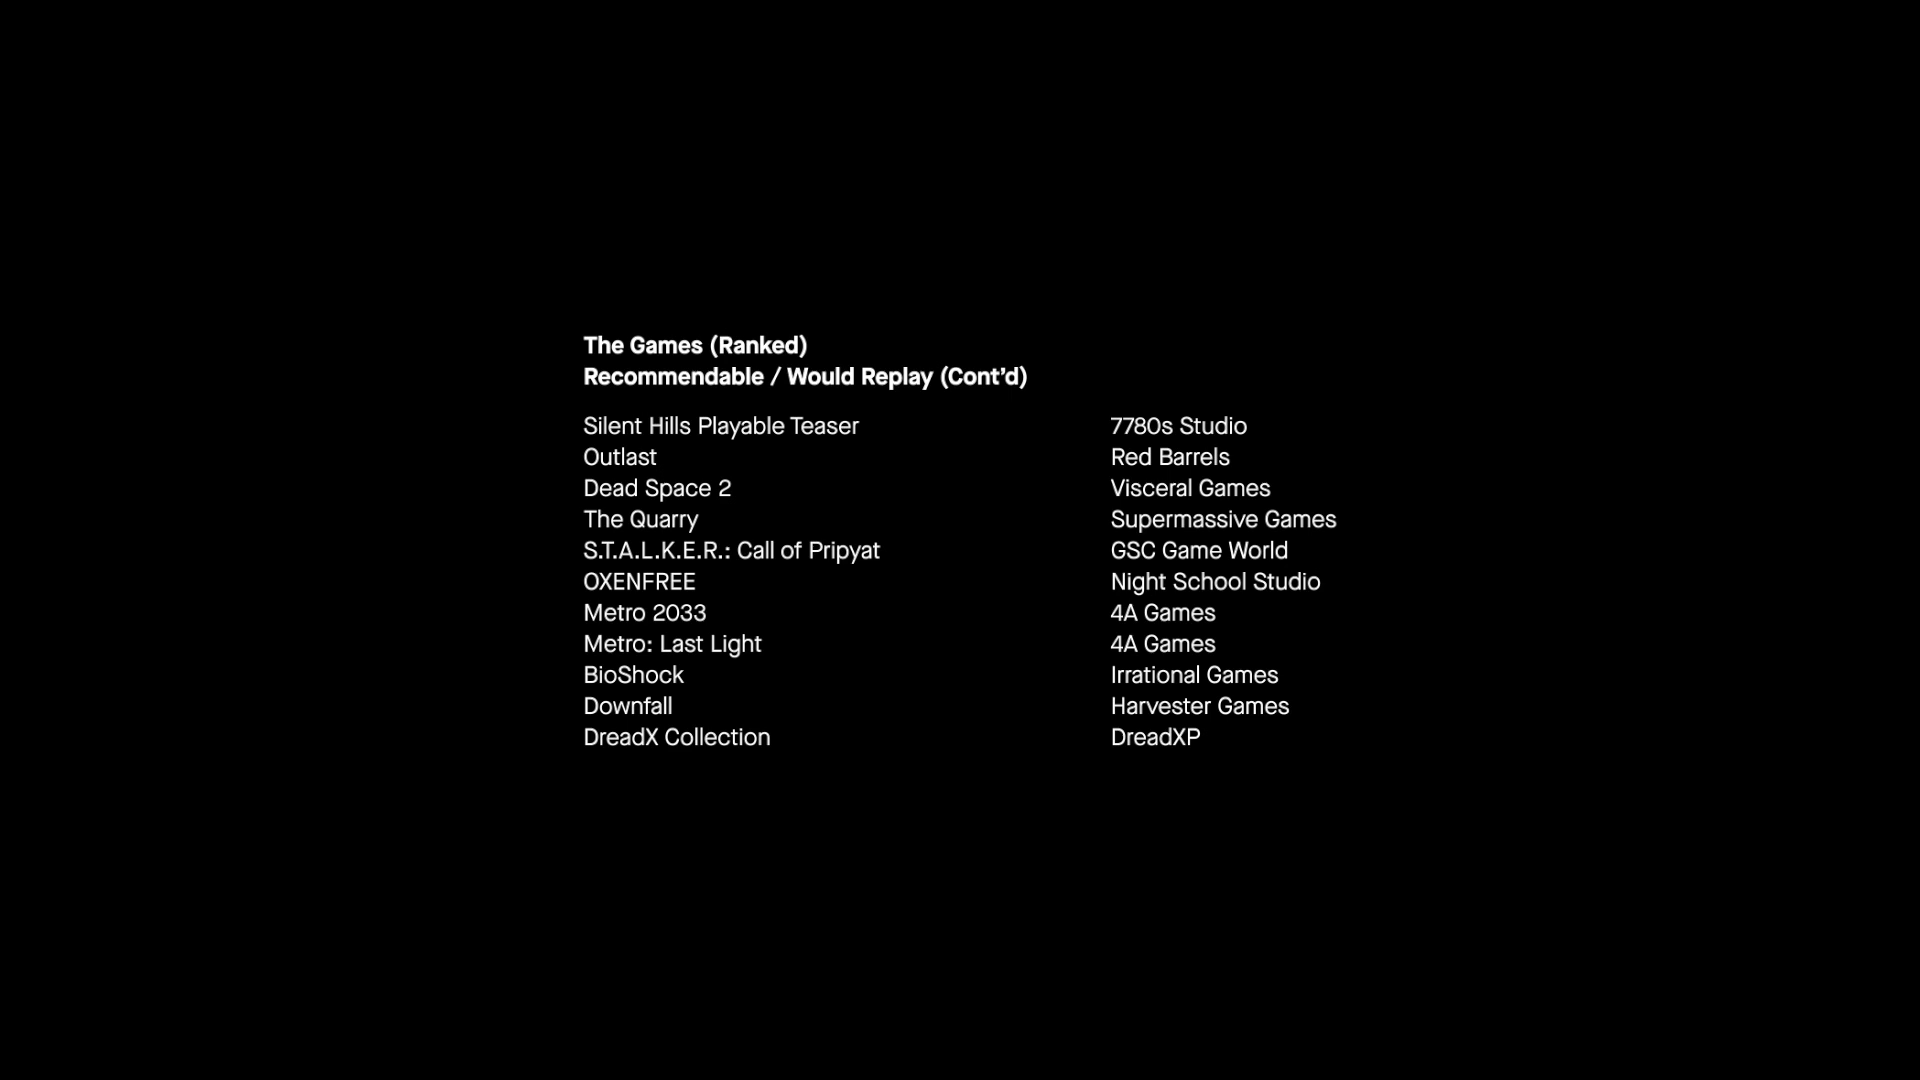 The Games (Ranked)
Recommendable / Would Replay (Cont’d)
Silent Hills Playable Teaser 7780s Studio
Outlast Red Barrels
Dead Space 2 Visceral Games
The Quarry Supermassive Games
S.T.A.L.K.E.R.: Call of Pripyat GSC Game World
OXENFREE Night School Studio
Metro 2033 4A Games
Metro: Last Light 4A Games
BioShock Irrational Games
Downfall Harvester Games
DreadX Collection DreadXP